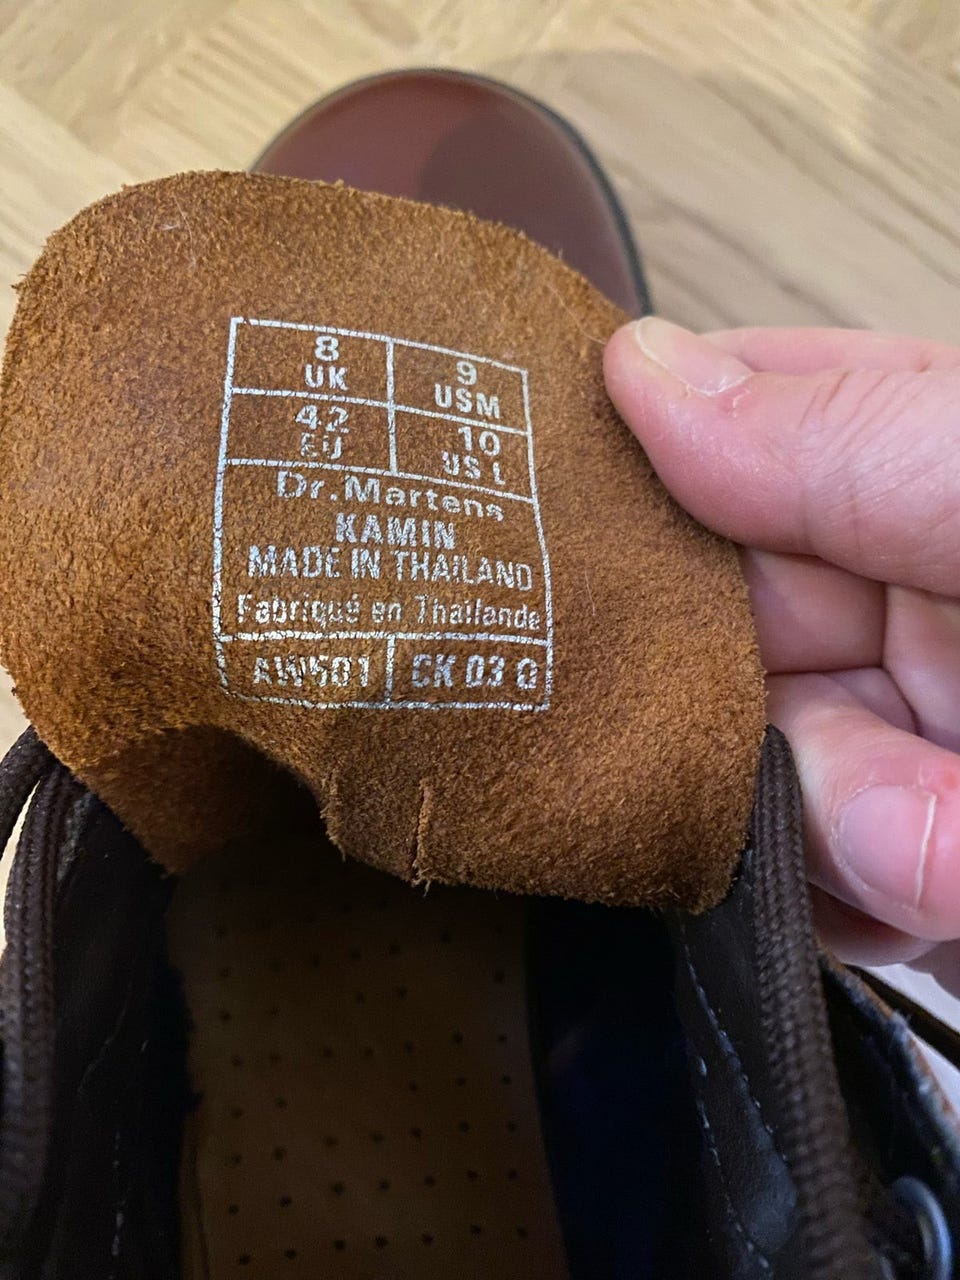 8
UK
9
USM
42
EU
10
US L
Dr.Martens
KAMIN
MADE IN THAILAND
Fabriqué en Thaïlande
AW501
CK 03 Q